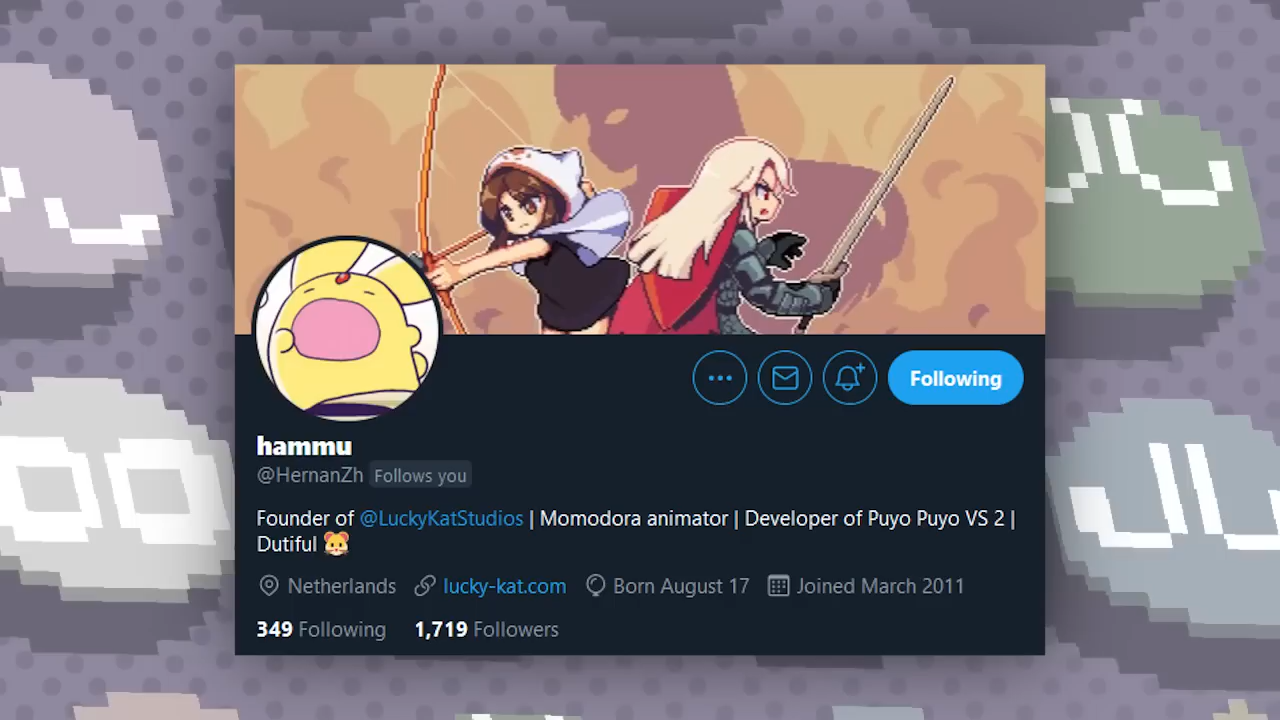 Following
hammu
@HernanZh Follows you
Founder of @LuckyKatStudios | Momodora animator | Developer of Puyo Puyo VS 2 |
Dutiful 🐹
Netherlands lucky-kat.com Born August 17 Joined March 2011
349 Following 1,719 Followers